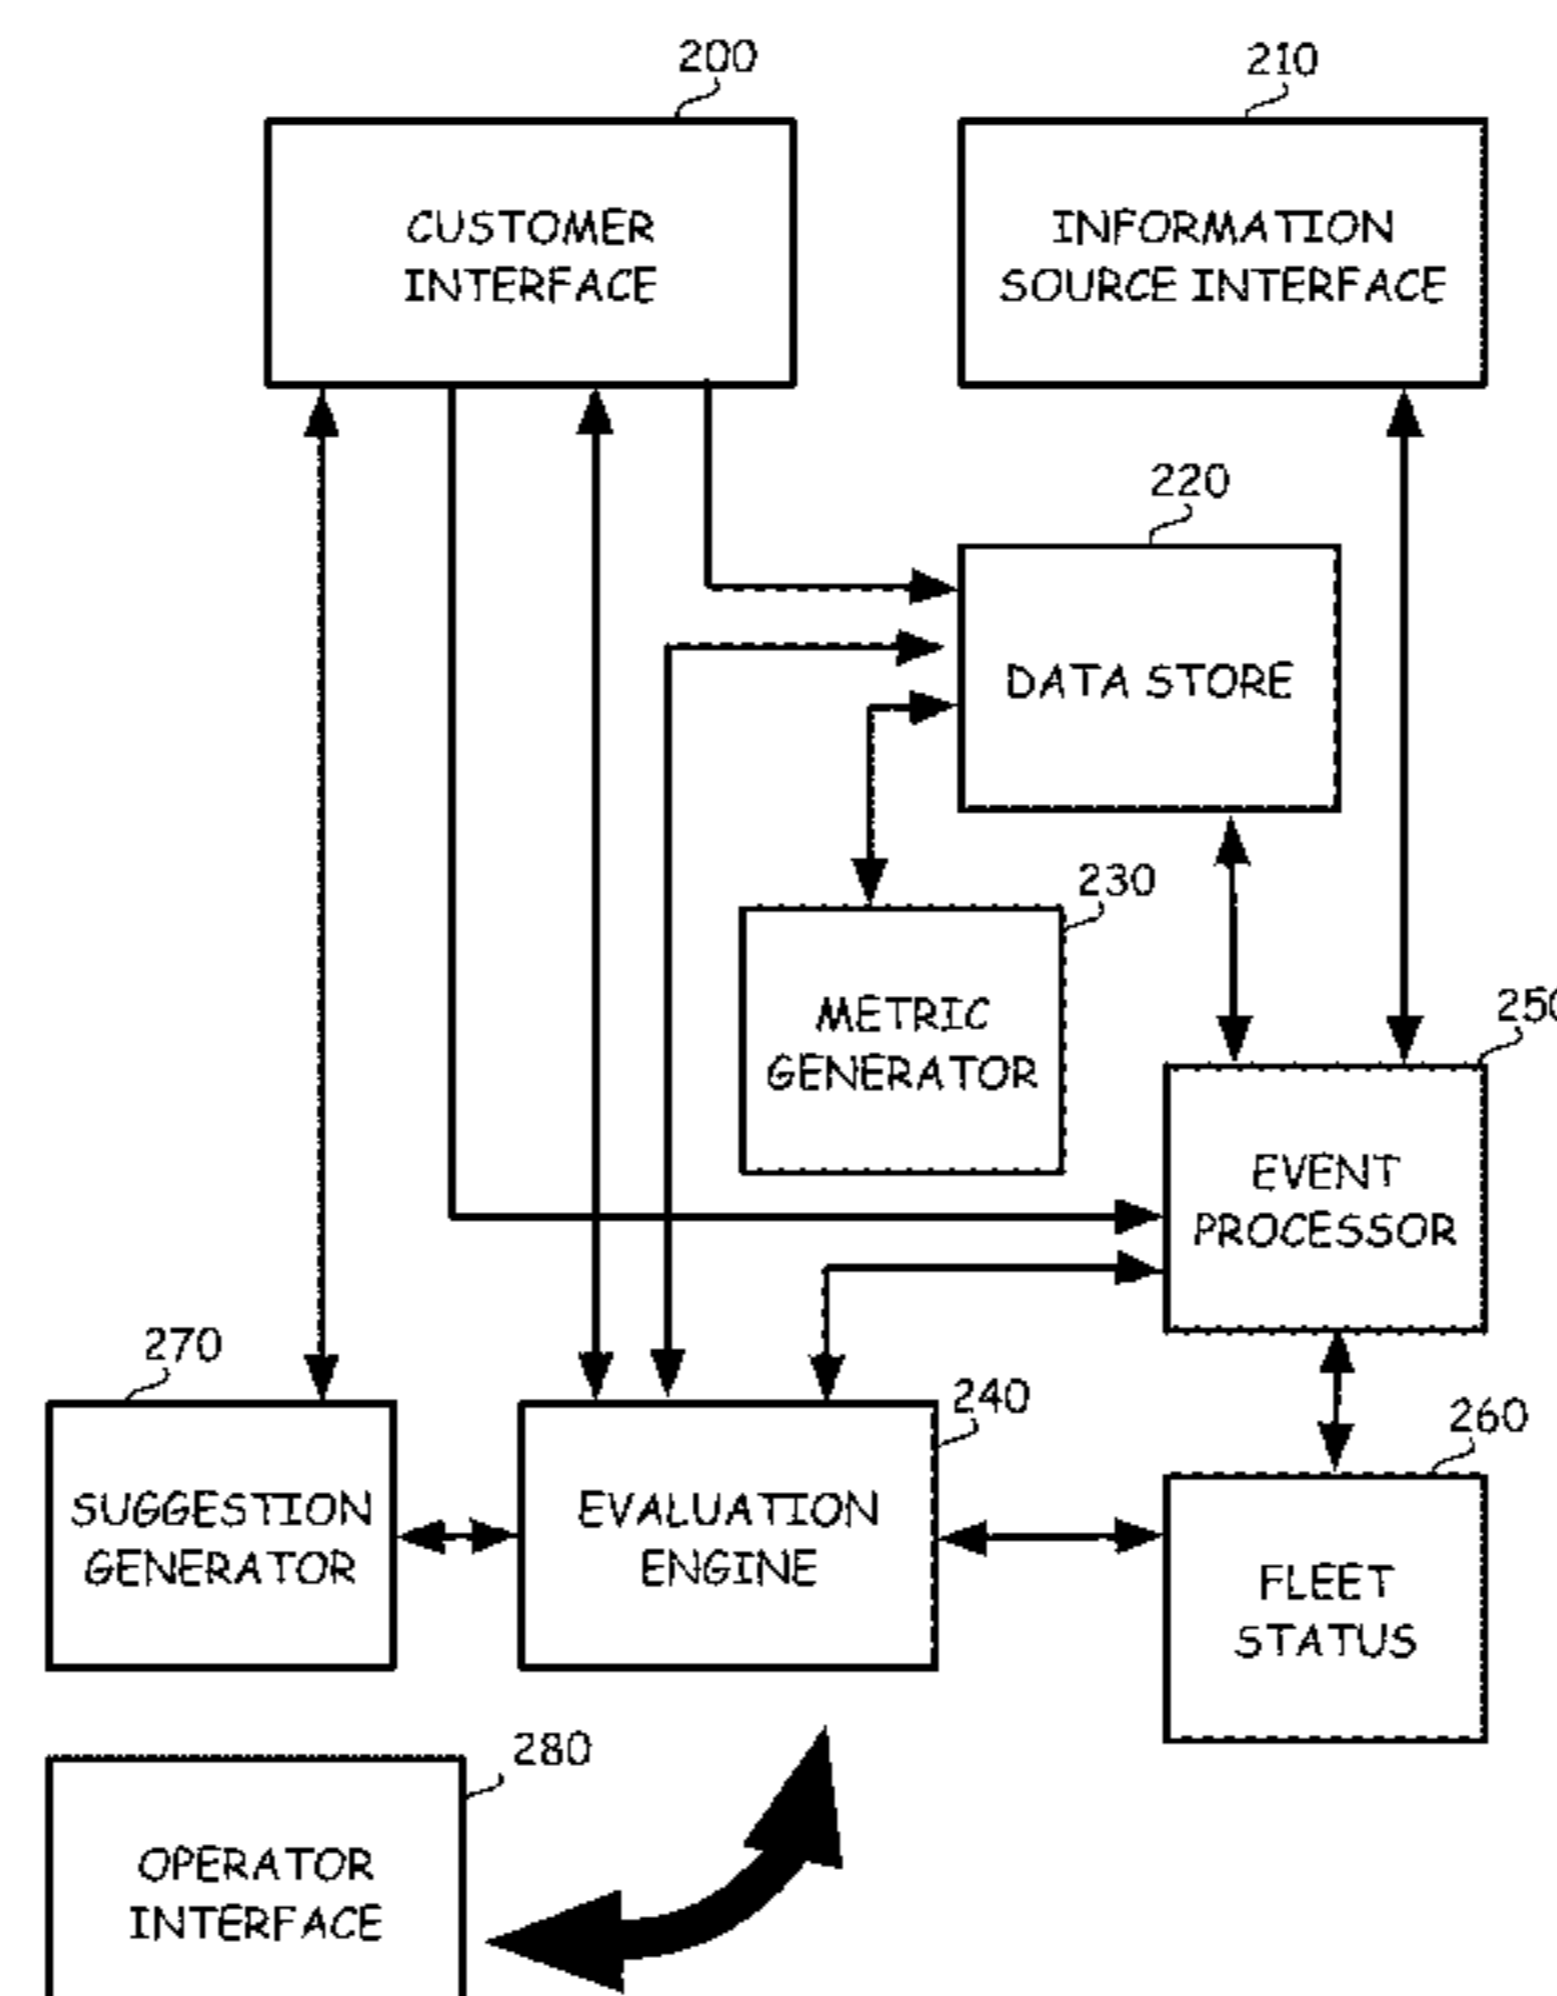 200
210
CUSTOMER
INTERFACE
INFORMATION
SOURCE INTERFACE
220
DATA STORE
230
METRIC
GENERATOR
250
EVENT
PROCESSOR
270
240
260
SUGGESTION
GENERATOR
EVALUATION
ENGINE
FLEET
STATUS
280
OPERATOR
INTERFACE